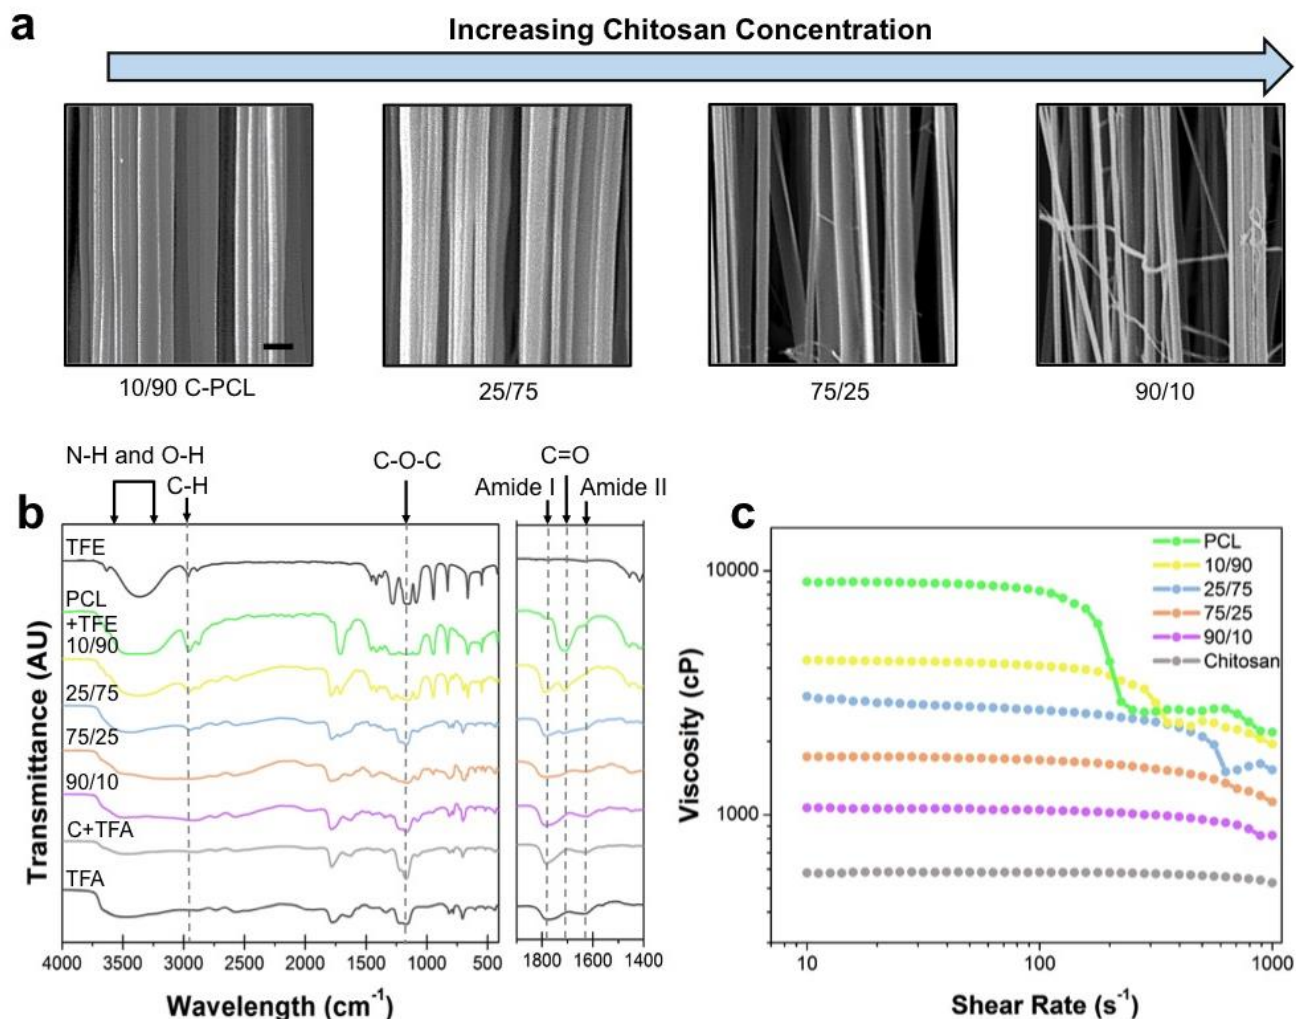 a
Increasing Chitosan Concentration
10/90 C-PCL
25/75
75/25
90/10
b
N-H and O-H
C-H
C-O-C
C=O
Amide I
Amide II
TFE
PCL
+TFE
10/90
25/75
75/25
90/10
C+TFA
TFA
Transmittance (AU)
4000 3500 3000 2500 2000 1500 1000 500
1800 1600 1400
Wavelength (cm-1)
c
PCL
10/90
25/75
75/25
90/10
Chitosan
10000
1000
Viscosity (cP)
10 100 1000
Shear Rate (s-1)